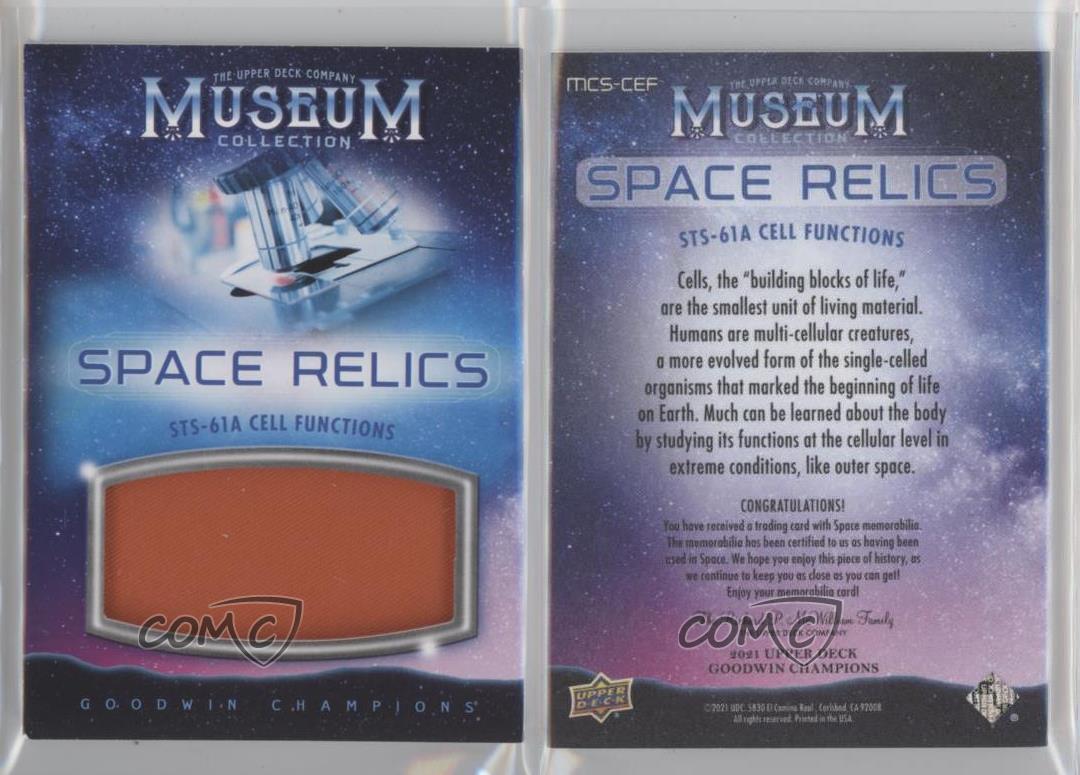 THE UPPER DECK COMPANY
MUSEUM
COLLECTION
SPACE RELICS
STS-61A CELL FUNCTIONS
COMC
GOODWIN CHAMPIONS
MCS-CEF
THE UPPER DECK COMPANY
MUSEUM
COLLECTION
SPACE RELICS
STS-61A CELL FUNCTIONS
Cells, the “building blocks of life,”
are the smallest unit of living material.
Humans are multi-cellular creatures,
a more evolved form of the single-celled
organisms that marked the beginning of life
on Earth. Much can be learned about the body
by studying its functions at the cellular level in
extreme conditions, like outer space.
CONGRATULATIONS!
You have received a trading card with Space memorabilia.
The memorabilia has been certified to us as having been
used in Space. We hope you enjoy this piece of history, as
we continue to keep you as close as you can get!
Enjoy your memorabilia card!
The P. McWilliam Family
DECK COMPANY
COMC
2021 UPPER DECK
GOODWIN CHAMPIONS
UPPER
DECK
©2021 UDC. 5830 El Camino Real, Carlsbad, CA 92008
All rights reserved. Printed in the USA.
®